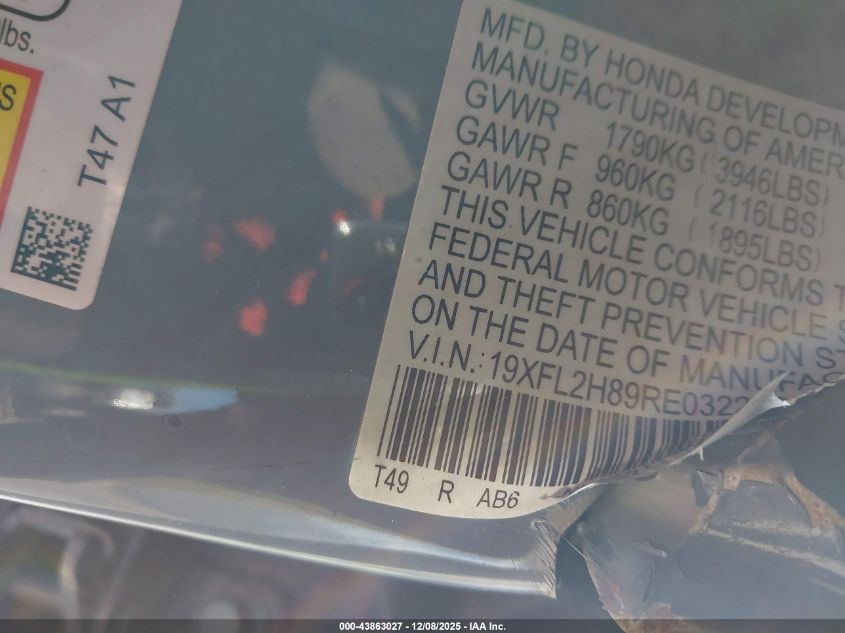 lbs.
S
T47 A1
MFD. BY HONDA DEVELOPM
MANUFACTURING OF AMER
GVWR 1790KG ( 3946LBS)
GAWR F 960KG ( 2116LBS)
GAWR R 860KG ( 1895LBS)
THIS VEHICLE CONFORMS T
FEDERAL MOTOR VEHICLE S
AND THEFT PREVENTION ST
ON THE DATE OF MANUFAC
V.I.N.: 19XFL2H89RE0322
T49 R AB6
000-43863027 - 12/08/2025 - IAA Inc.